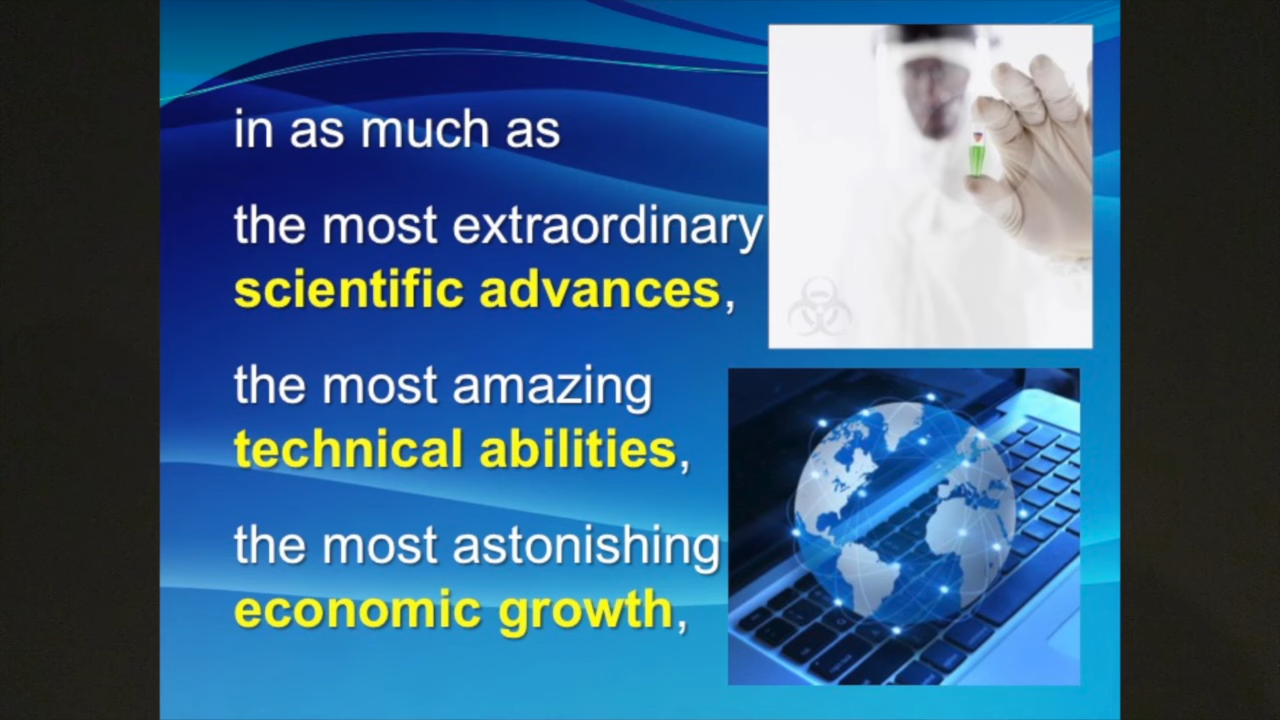 in as much as
the most extraordinary
scientific advances,
the most amazing
technical abilities,
the most astonishing
economic growth,